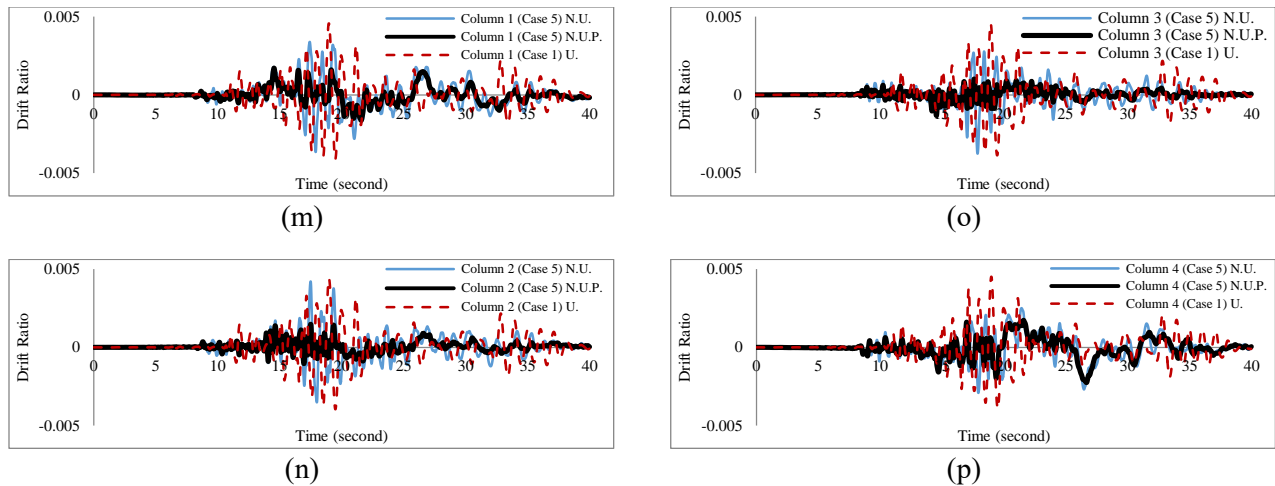 0.005
Column 1 (Case 5) N.U.
Column 1 (Case 5) N.U.P.
Column 1 (Case 1) U.
Drift Ratio
0
0 5 10 15 20 25 30 35 40
-0.005
Time (second)
(m)
0.005
Column 3 (Case 5) N.U.
Column 3 (Case 5) N.U.P.
Column 3 (Case 1) U.
Drift Ratio
0
0 5 10 15 20 25 30 35 40
-0.005
Time (second)
(o)
0.005
Column 2 (Case 5) N.U.
Column 2 (Case 5) N.U.P.
Column 2 (Case 1) U.
Drift Ratio
0
0 5 10 15 20 25 30 35 40
-0.005
Time (second)
(n)
0.005
Column 4 (Case 5) N.U.
Column 4 (Case 5) N.U.P.
Column 4 (Case 1) U.
Drift Ratio
0
0 5 10 15 20 25 30 35 40
-0.005
Time (second)
(p)